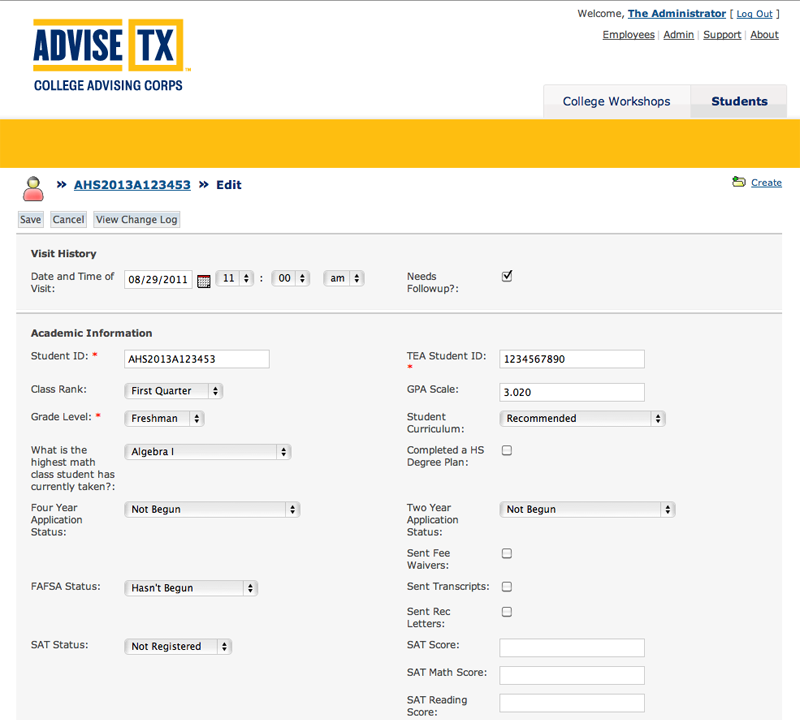 Welcome, The Administrator [ Log Out ]
Employees | Admin | Support | About
ADVISE TX™
COLLEGE ADVISING CORPS
College Workshops Students
» AHS2013A123453 » Edit Create
Save Cancel View Change Log
Visit History
Date and Time of
Visit:
08/29/2011 11 : 00 am
Needs
Followup?:
Academic Information
Student ID: * AHS2013A123453
TEA Student ID:
*
1234567890
Class Rank: First Quarter
GPA Scale: 3.020
Grade Level: * Freshman
Student
Curriculum:
Recommended
What is the
highest math
class student has
currently taken?:
Algebra I
Completed a HS
Degree Plan:
Four Year
Application
Status:
Not Begun
Two Year
Application
Status:
Not Begun
Sent Fee
Waivers:
FAFSA Status: Hasn't Begun
Sent Transcripts:
Sent Rec
Letters:
SAT Status: Not Registered
SAT Score:
SAT Math Score:
SAT Reading
Score: